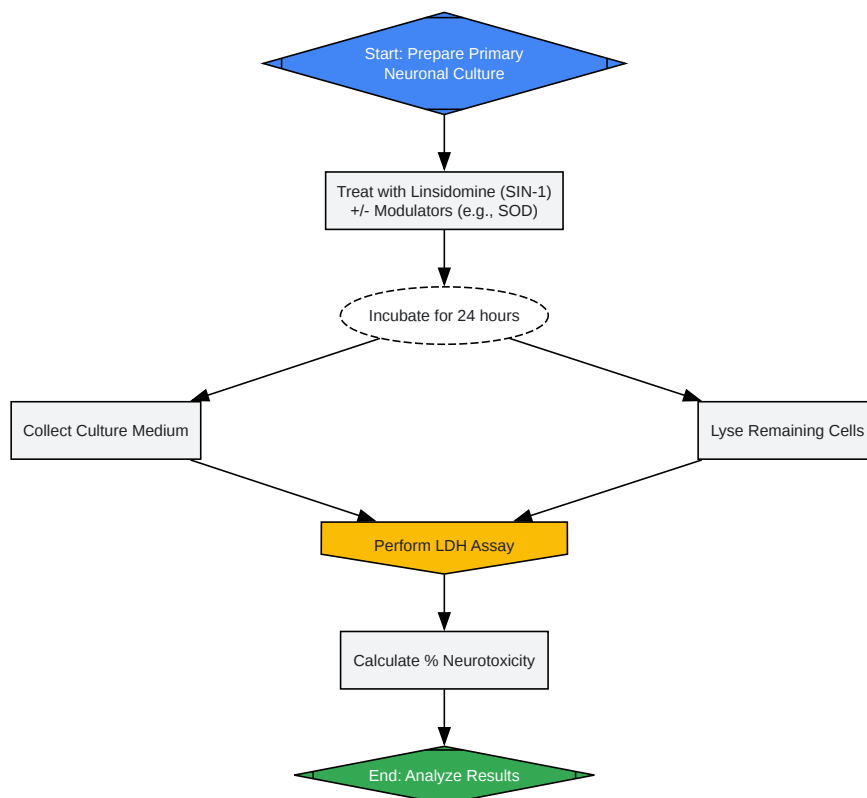 Start: Prepare Primary
Neuronal Culture
Treat with Linsidomine (SIN-1)
+/- Modulators (e.g., SOD)
Incubate for 24 hours
Collect Culture Medium
Lyse Remaining Cells
Perform LDH Assay
Calculate % Neurotoxicity
End: Analyze Results